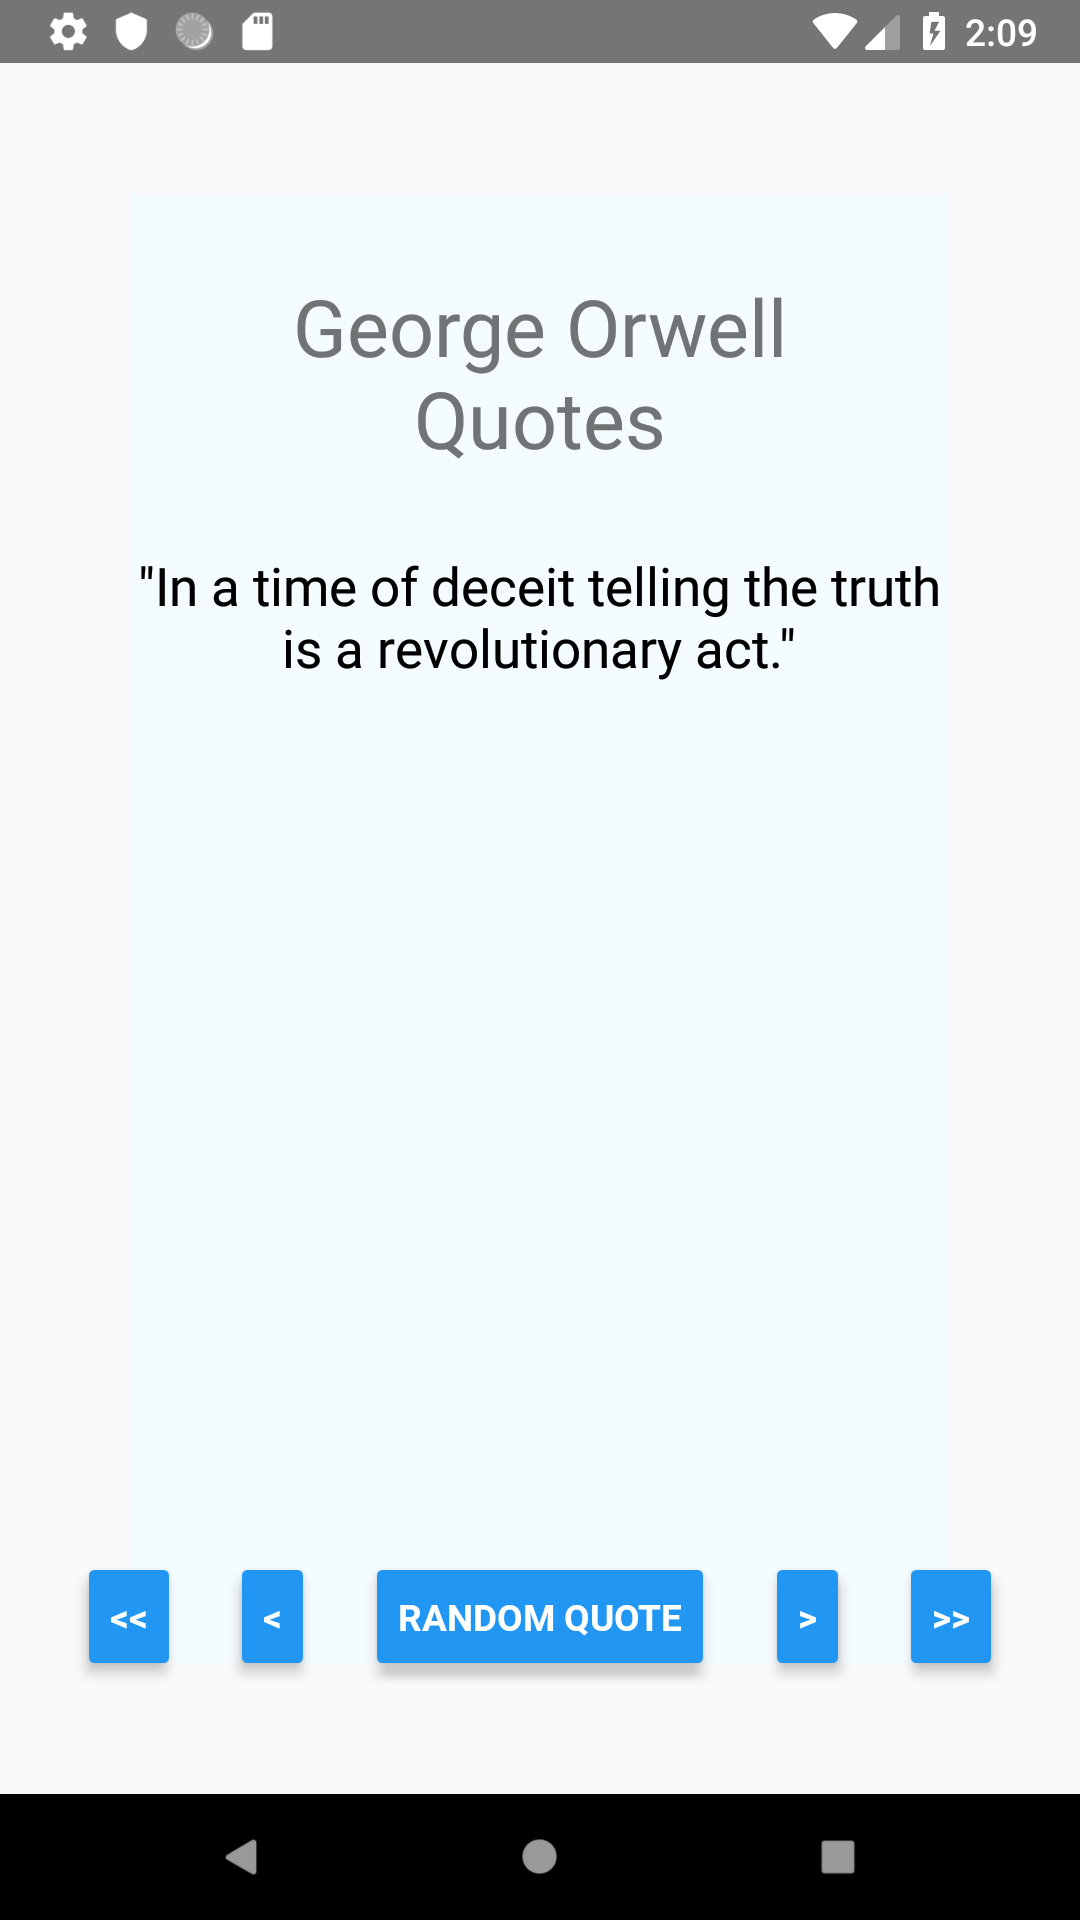 2:09
George Orwell
Quotes
"In a time of deceit telling the truth
is a revolutionary act."
<< < RANDOM QUOTE > >>